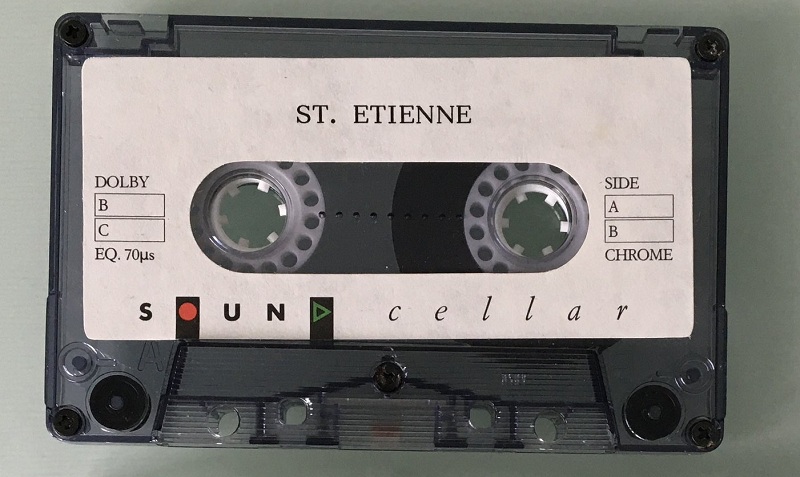 ST. ETIENNE
DOLBY
B
C
EQ. 70µs
SIDE
A
B
CHROME
SOUND cellar
A